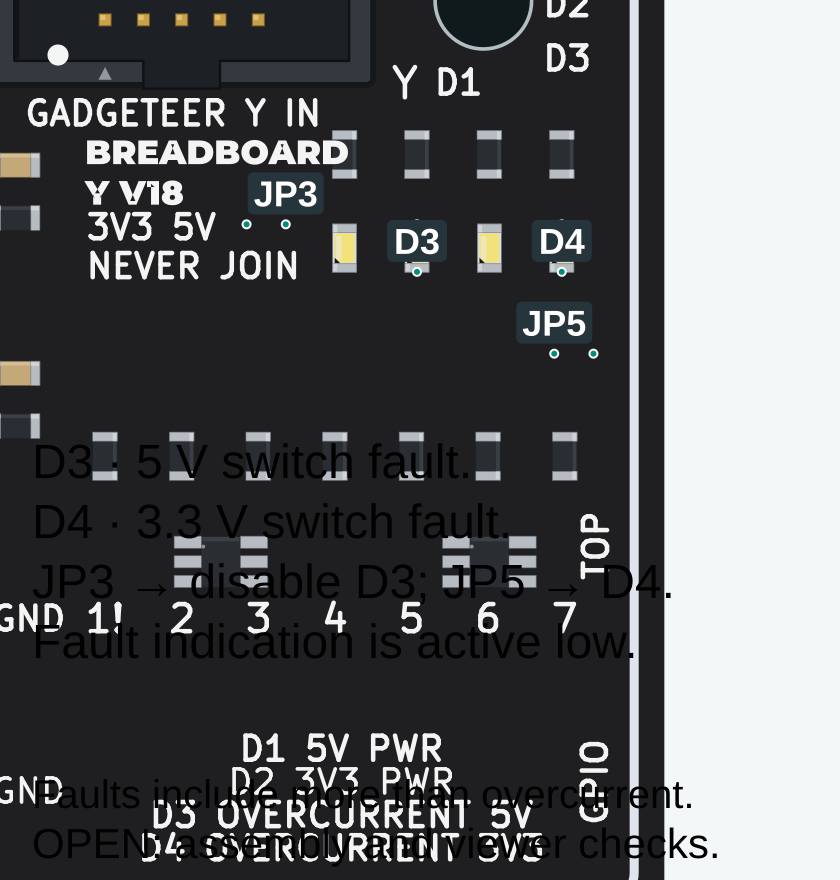 D2
D3
Y D1
GADGETEER Y IN
BREADBOARD
Y V18
JP3
3V3 5V
D3
D4
NEVER JOIN
JP5
D3 · 5 V switch fault.
D4 · 3.3 V switch fault.
TOP
JP3 → disable D3; JP5 → D4.
GND 1! 2 3 4 5 6 7
Fault indication is active low.
D1 5V PWR
D2 3V3 PWR
GPIO
GND
Faults include more than overcurrent.
D3 OVERCURRENT 5V
D4 OVERCURRENT 3V3
OPEN: assembly and viewer checks.